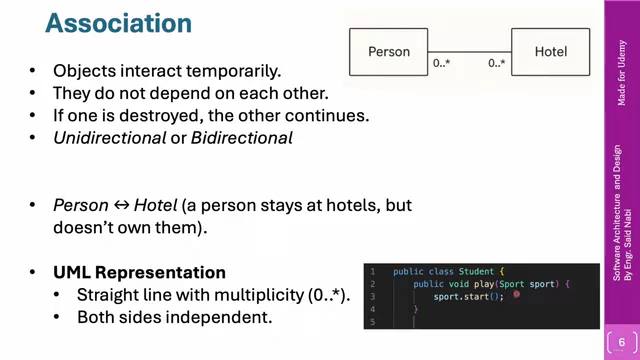 Association
Person
Hotel
0..*
0..*
• Objects interact temporarily.
• They do not depend on each other.
• If one is destroyed, the other continues.
• Unidirectional or Bidirectional
• Person ↔ Hotel (a person stays at hotels, but
doesn't own them).
• UML Representation
• Straight line with multiplicity (0..*).
• Both sides independent.
1 public class Student {
2 public void play(Sport sport) {
3 sport.start();
4 }
5
Made for Udemy
Software Architecture and Design
By Engr. Said Nabi
6